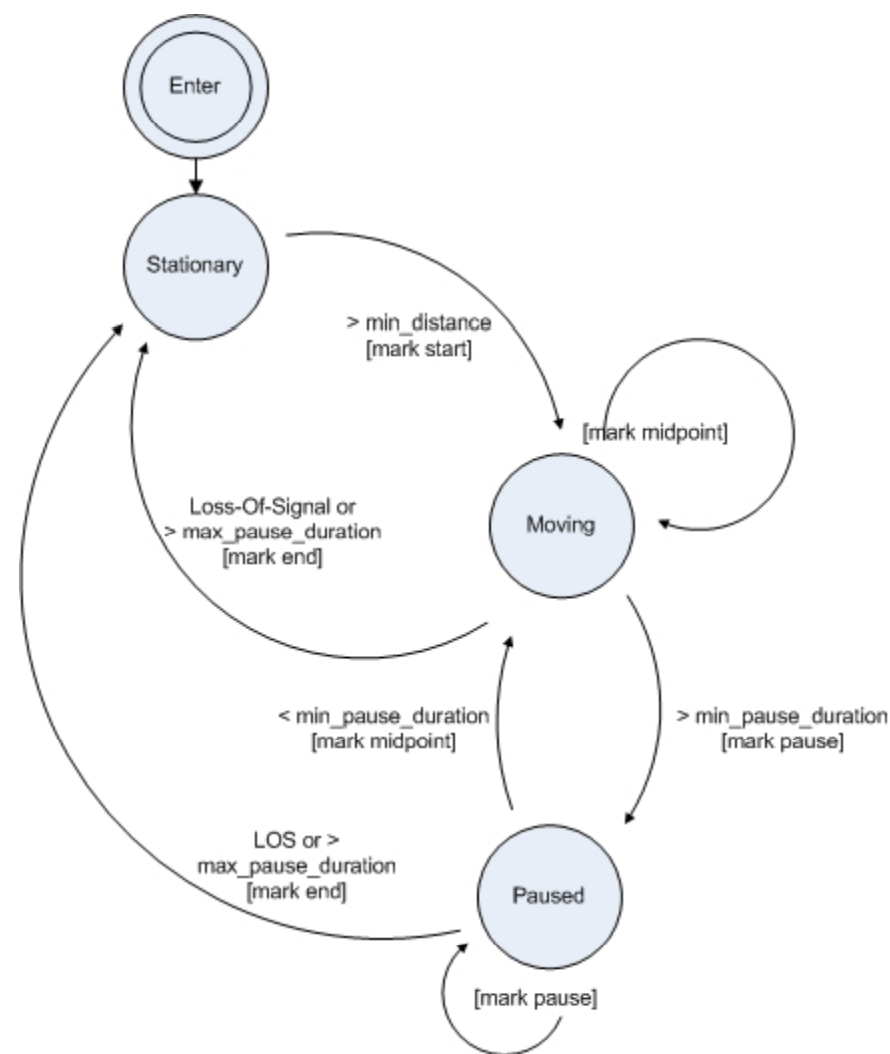 Enter
Stationary
> min_distance
[mark start]
[mark midpoint]
Loss-Of-Signal or
> max_pause_duration
[mark end]
Moving
< min_pause_duration
[mark midpoint]
> min_pause_duration
[mark pause]
LOS or >
max_pause_duration
[mark end]
Paused
[mark pause]